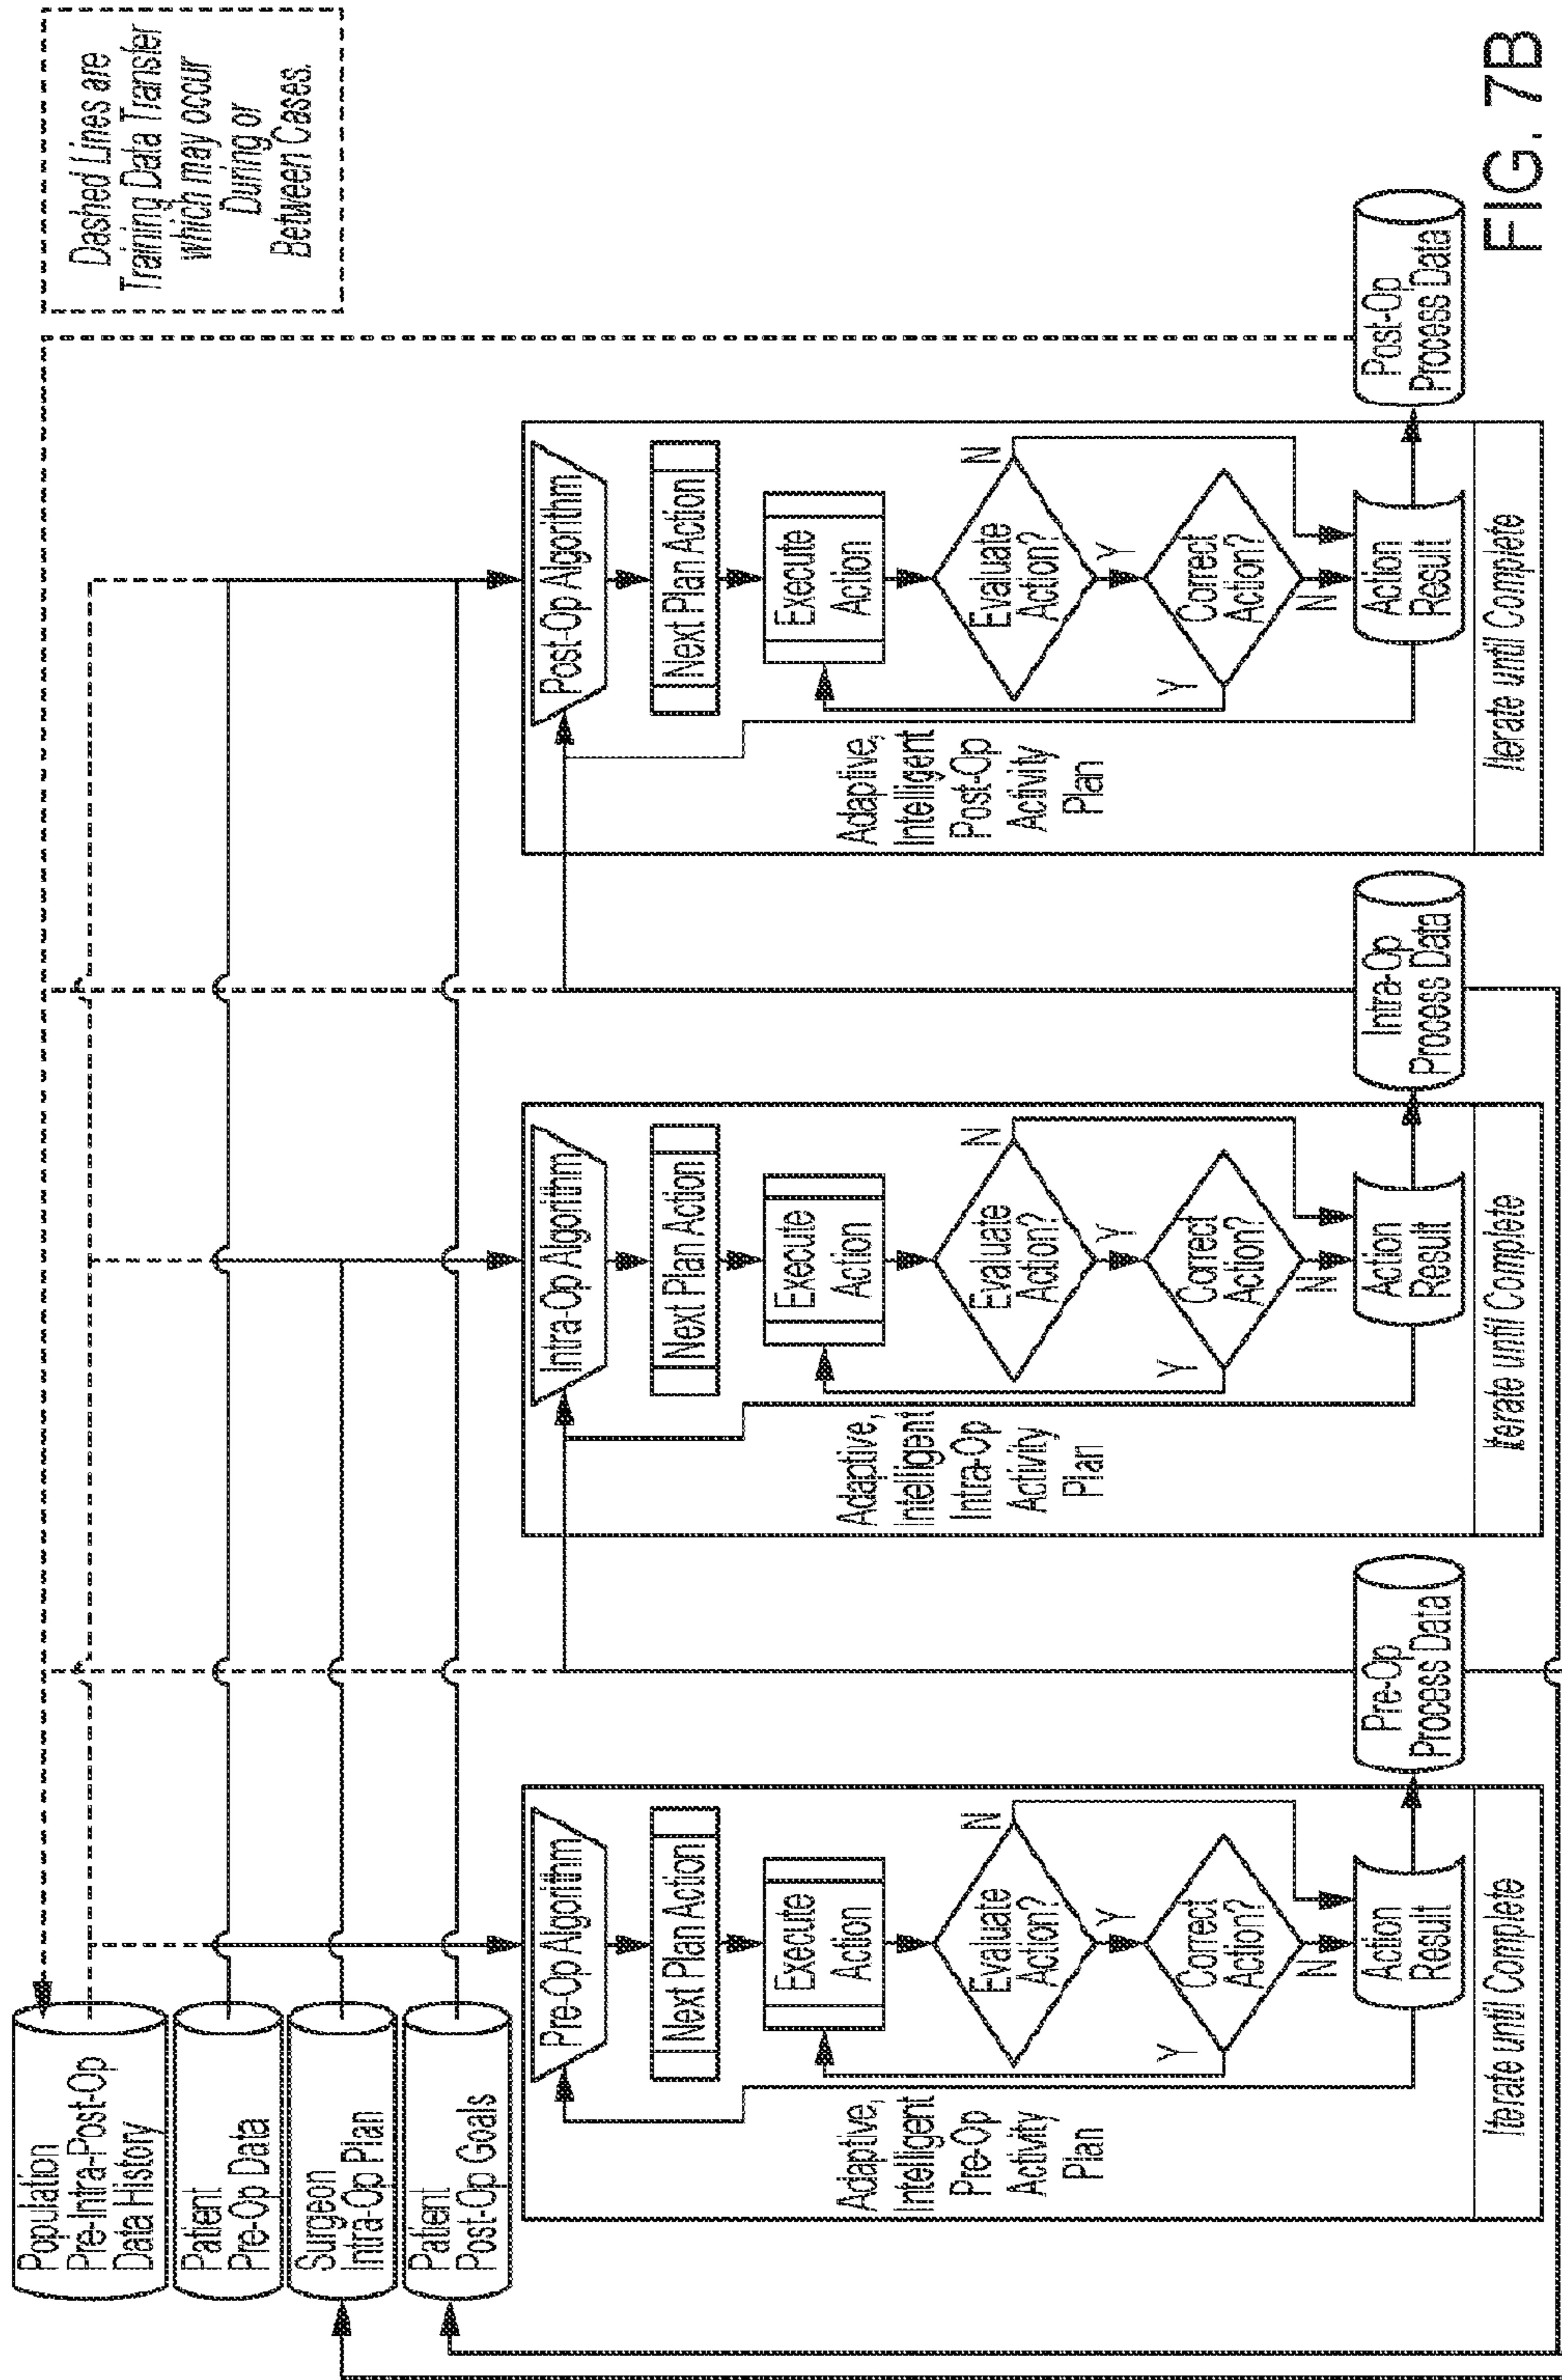 Population
Pre-Intra-Post-Op
Data History
Patient
Pre-Op Data
Surgeon
Intra-Op Plan
Patient
Post-Op Goals
Dashed Lines are
Training Data Transfer
which may occur
During or
Between Cases.
Pre-Op Algorithm
Next Plan Action
Execute
Action
Evaluate
Action?
N
Y
Correct
Action?
Y
N
Action
Result
Adaptive,
Intelligent
Pre-Op
Activity
Plan
Iterate until Complete
Pre-Op
Process Data
Intra-Op Algorithm
Next Plan Action
Execute
Action
Evaluate
Action?
N
Y
Correct
Action?
Y
N
Action
Result
Adaptive,
Intelligent
Intra-Op
Activity
Plan
Iterate until Complete
Intra-Op
Process Data
Post-Op Algorithm
Next Plan Action
Execute
Action
Evaluate
Action?
N
Y
Correct
Action?
Y
N
Action
Result
Adaptive,
Intelligent
Post-Op
Activity
Plan
Iterate until Complete
Post-Op
Process Data
FIG. 7B